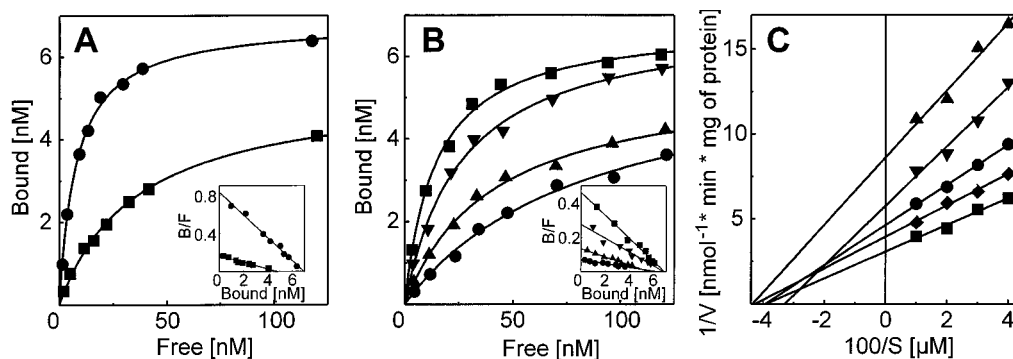 A
6
4
2
0
Bound [nM]
0 50 100
Free [nM]
0.8
0.4
B/F
0 2 4 6
Bound [nM]
B
6
4
2
Bound [nM]
0 50 100
Free [nM]
0.4
0.2
B/F
0 2 4 6
Bound [nM]
C
15
10
5
1/V [nmol⁻¹* min * mg of protein]
-4 -2 0 2 4
100/S [µM]